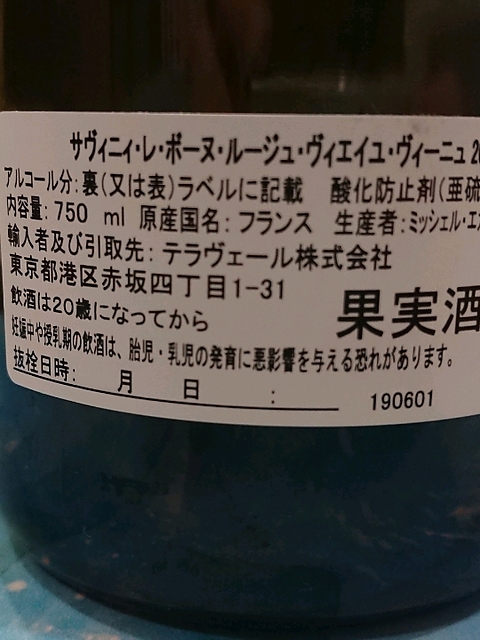 サヴィニィ・レ・ボーヌ・ルージュ・ヴィエイユ・ヴィーニュ 2
アルコール分：裏（又は表）ラベルに記載　酸化防止剤（亜硫
内容量：750 ml 原産国名：フランス　生産者：ミッシェル・エ
輸入者及び引取先：テラヴェール株式会社
東京都港区赤坂四丁目1-31
飲酒は20歳になってから
果実酒
妊娠中や授乳期の飲酒は、胎児・乳児の発育に悪影響を与える恐れがあります。
抜栓日時：　月　日　：
190601